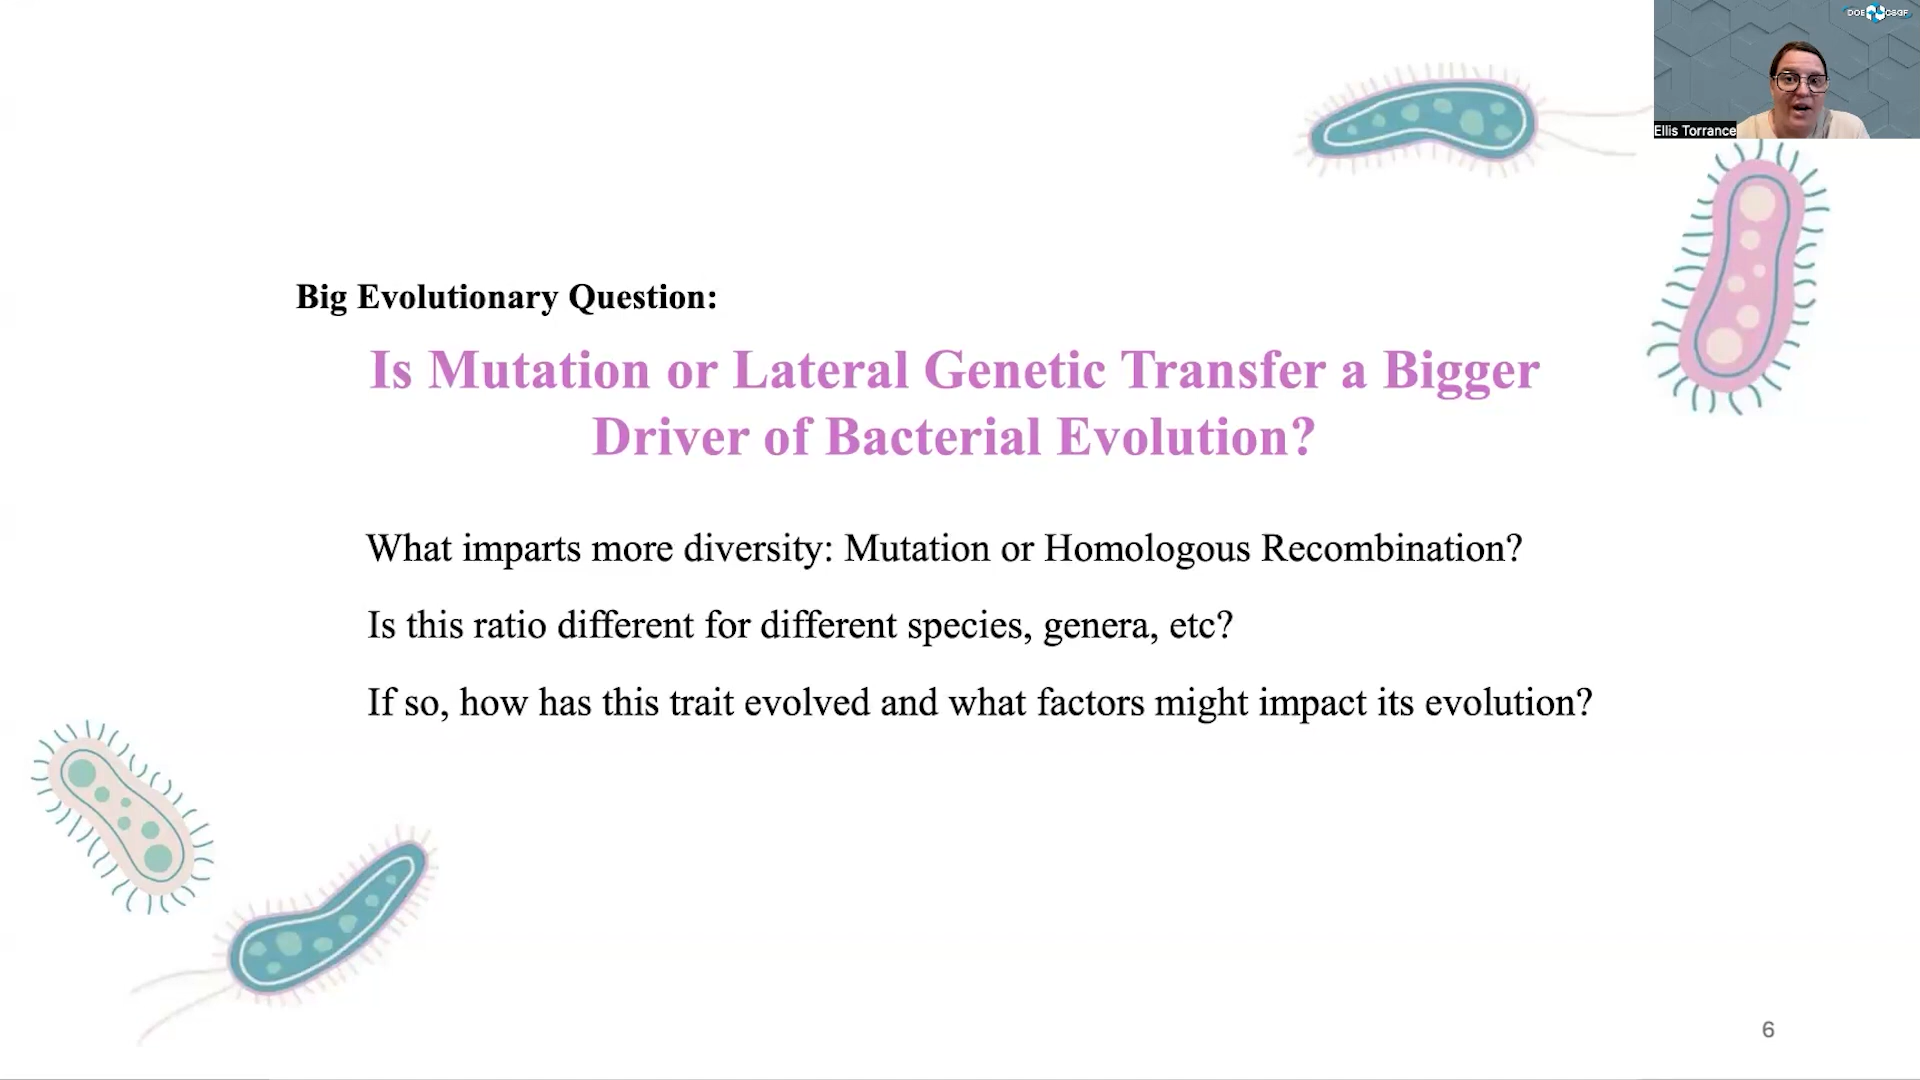 DOE CSGF
Ellis Torrance
Big Evolutionary Question:
Is Mutation or Lateral Genetic Transfer a Bigger
Driver of Bacterial Evolution?
What imparts more diversity: Mutation or Homologous Recombination?
Is this ratio different for different species, genera, etc?
If so, how has this trait evolved and what factors might impact its evolution?
6